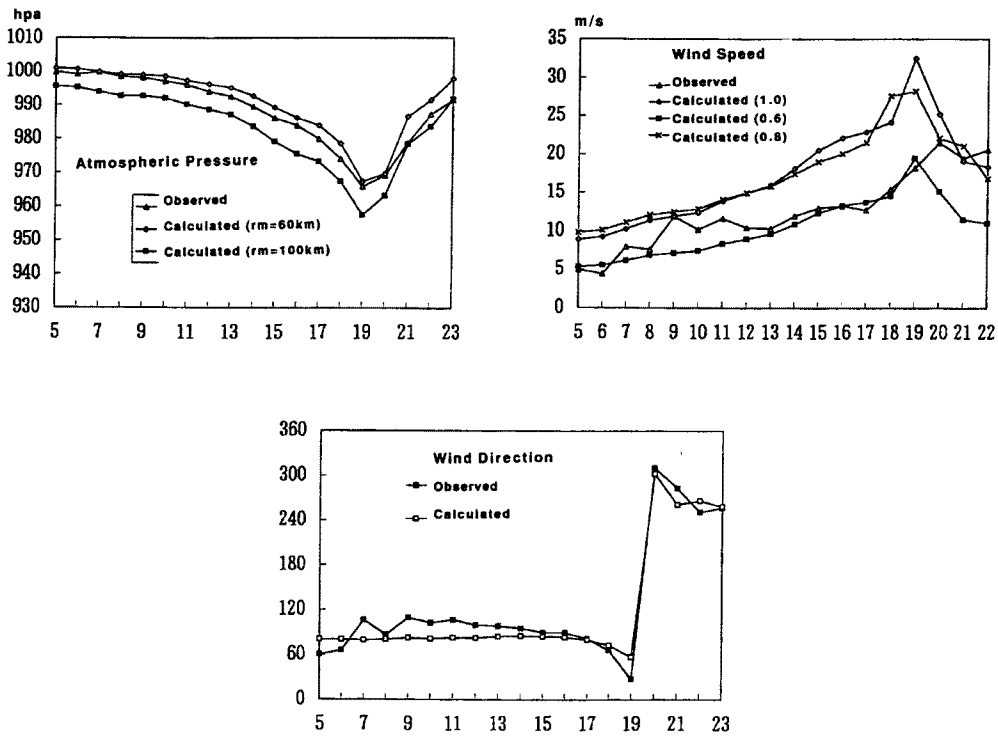 hpa
1010
1000
990
980
970
960
950
940
930
Atmospheric Pressure
Observed
Calculated (rm=60km)
Calculated (rm=100km)
5 7 9 11 13 15 17 19 21 23
m/s
35
30
25
20
15
10
5
0
Wind Speed
Observed
Calculated (1.0)
Calculated (0.6)
Calculated (0.8)
5 6 7 8 9 10 11 12 13 14 15 16 17 18 19 20 21 22
360
300
240
180
120
60
0
Wind Direction
Observed
Calculated
5 7 9 11 13 15 17 19 21 23